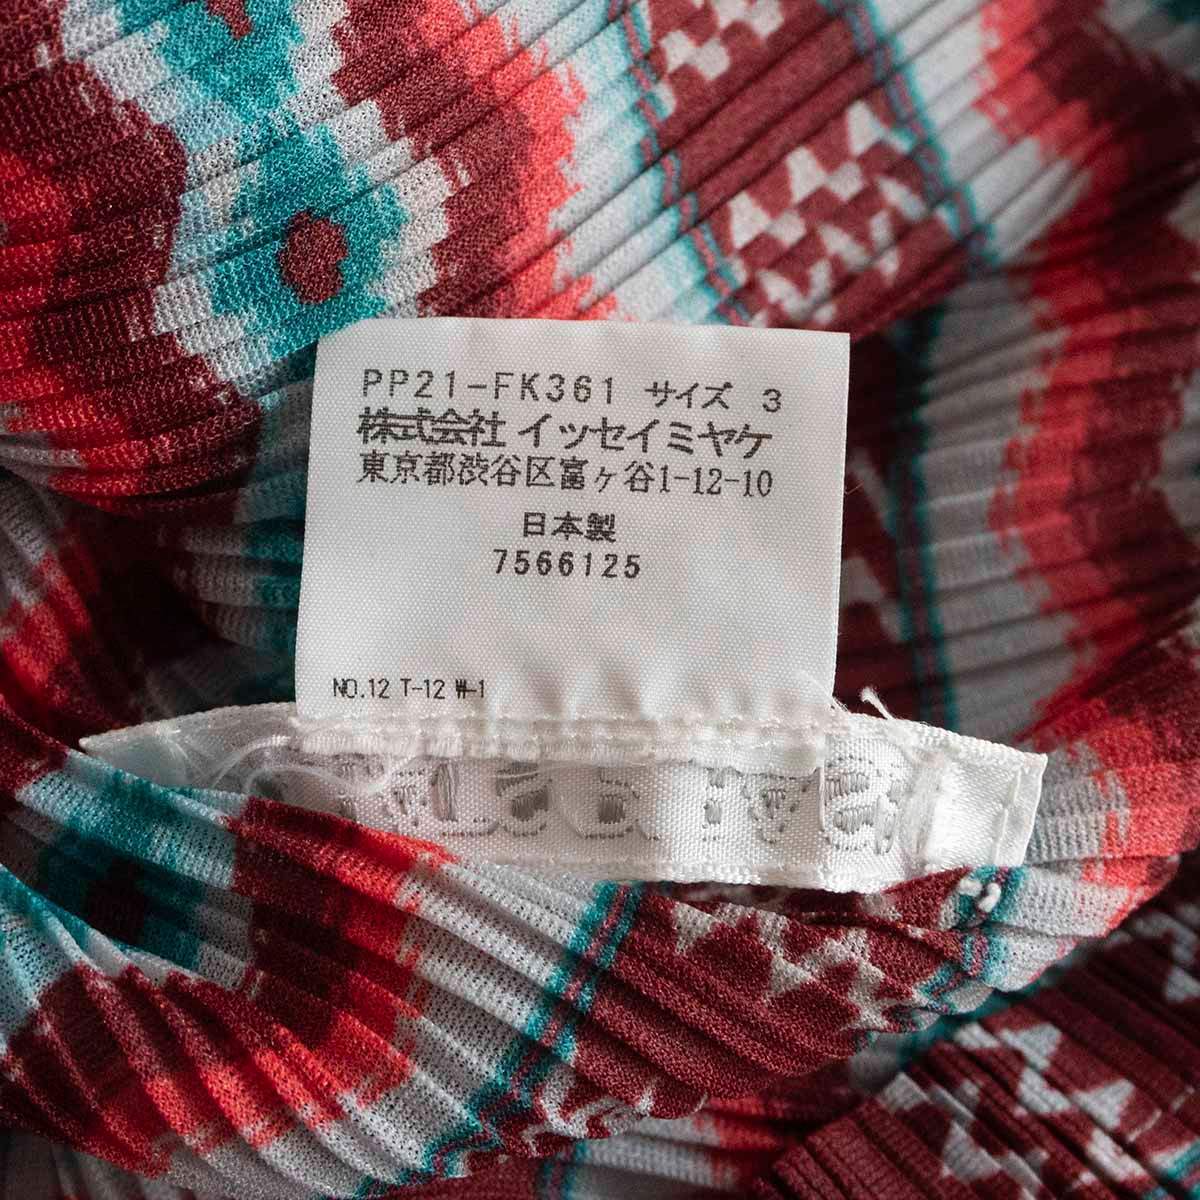 PP21-FK361 サイズ 3
株式会社 イッセイミヤケ
東京都渋谷区富ヶ谷1-12-10
日本製
7566125
NO.12 T-12 W-1